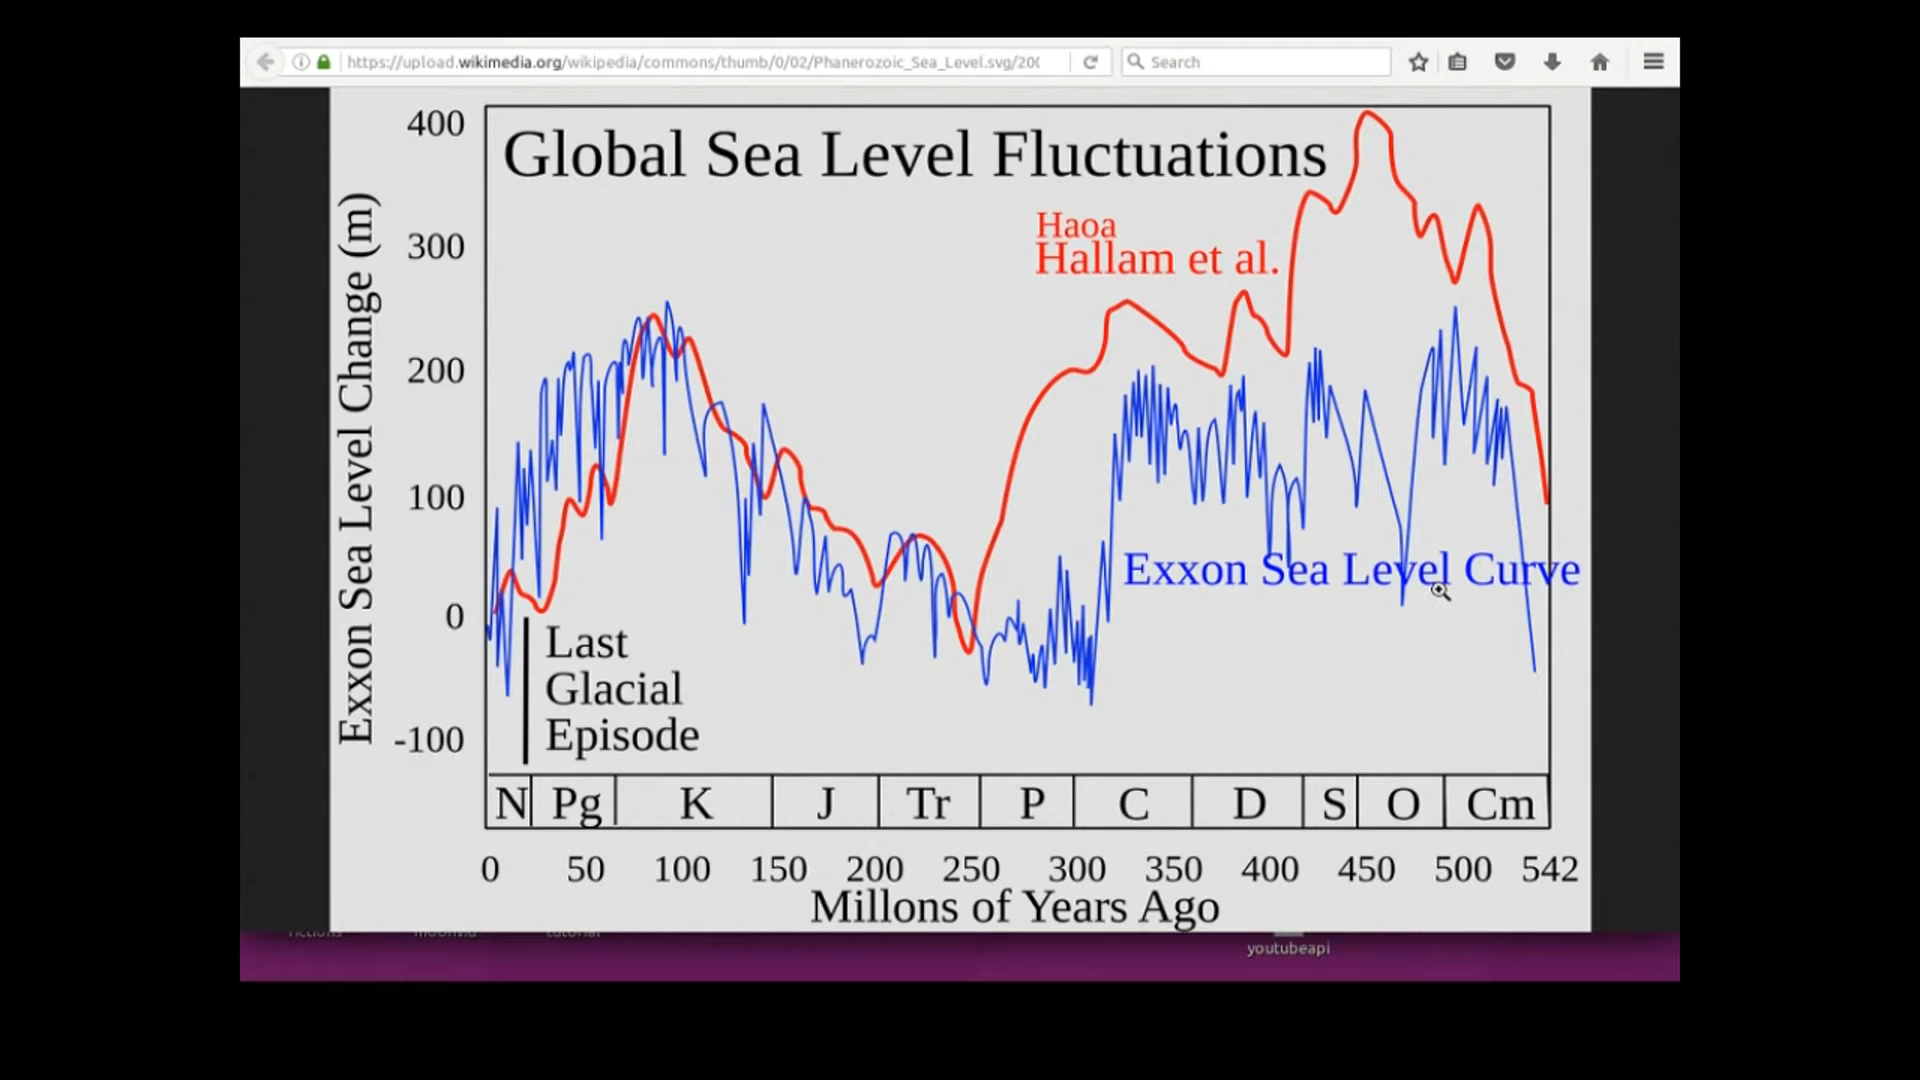 https://upload.wikimedia.org/wikipedia/commons/thumb/0/02/Phanerozoic_Sea_Level.svg/20
Search
Global Sea Level Fluctuations
Haoa
Hallam et al.
Exxon Sea Level Curve
Exxon Sea Level Change (m)
400
300
200
100
0
-100
Last
Glacial
Episode
N Pg K J Tr P C D S O Cm
0 50 100 150 200 250 300 350 400 450 500 542
Millons of Years Ago
tutorial
youtubeapi